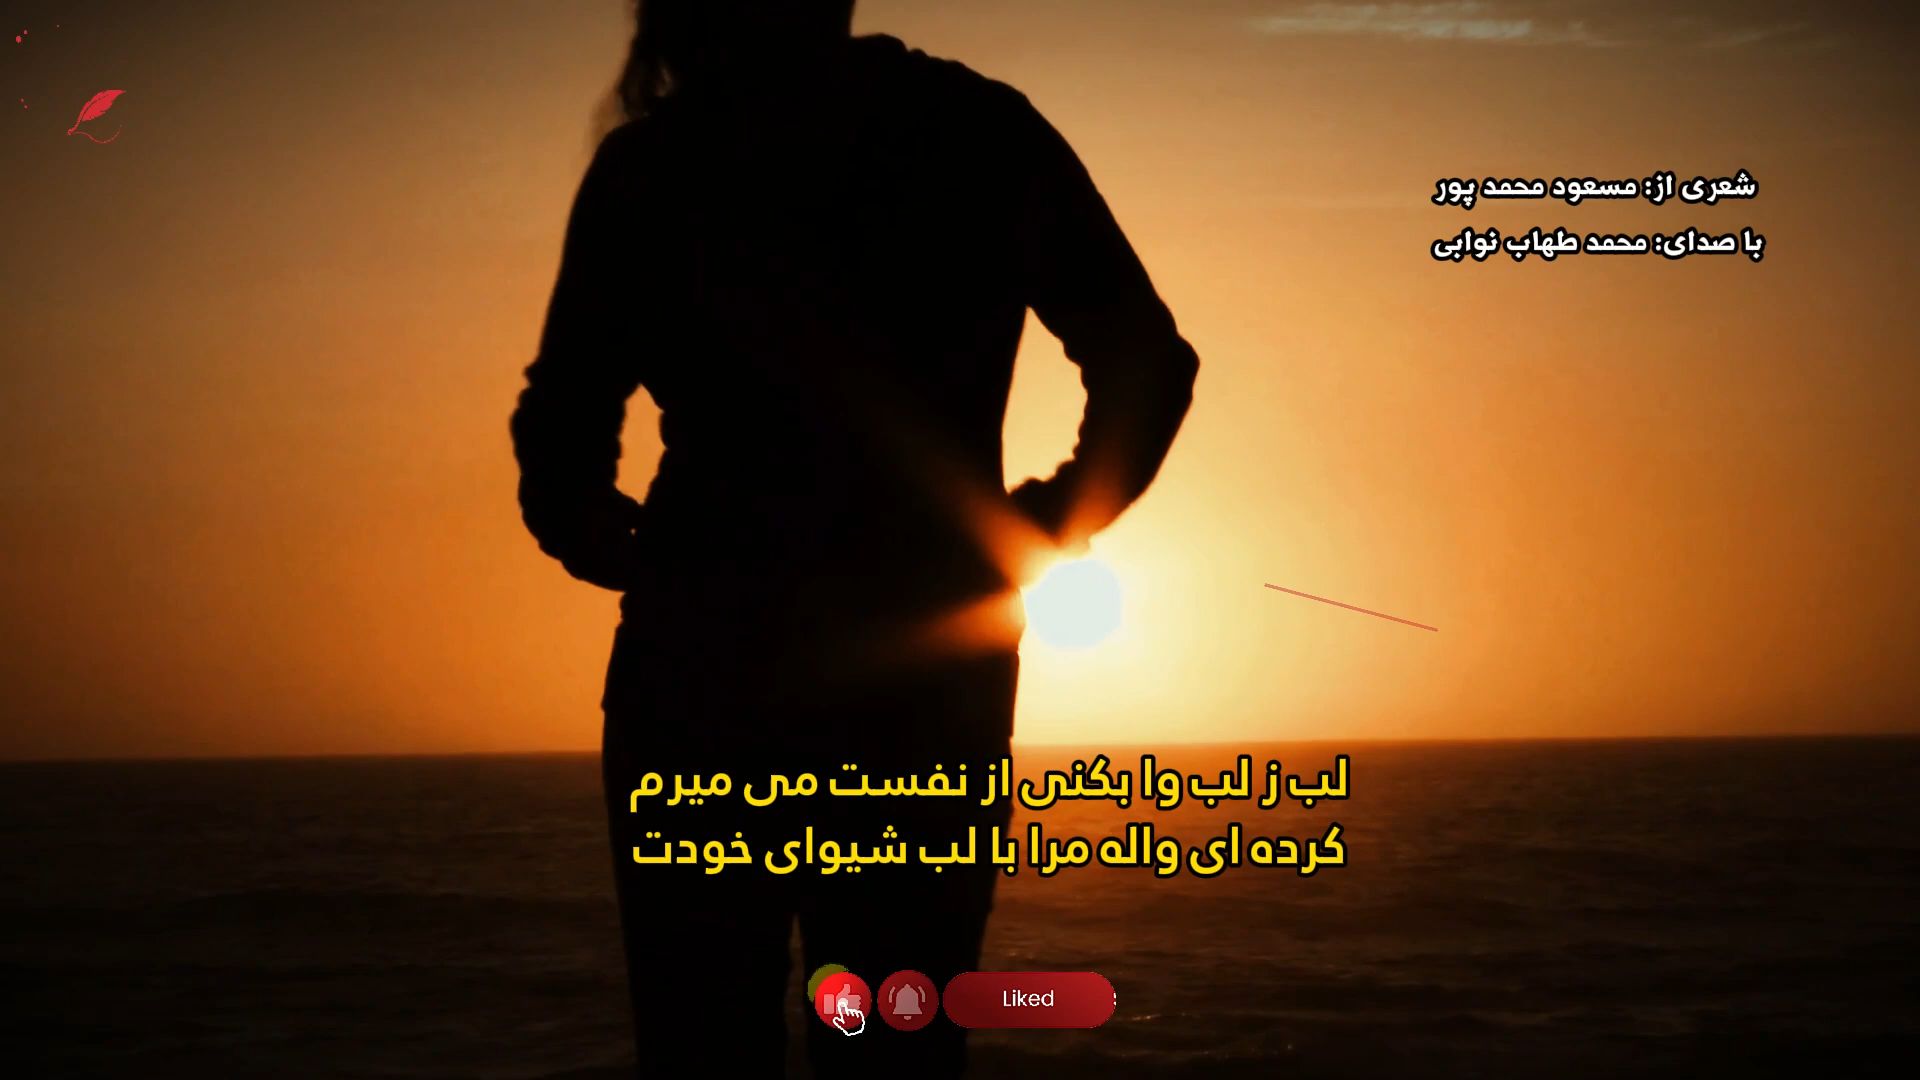 شعری از: مسعود محمد پور
با صدای: محمد طهاب نوابی
لب ز لب وا بکنی از نفست می میرم
کرده ای واله مرا با لب شیوای خودت
Liked